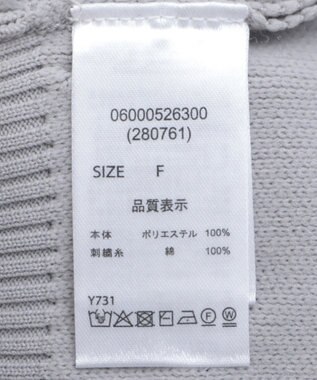 06000526300
(280761)
SIZE F
品質表示
本体 ポリエステル 100%
刺繍糸 綿 100%
Y731